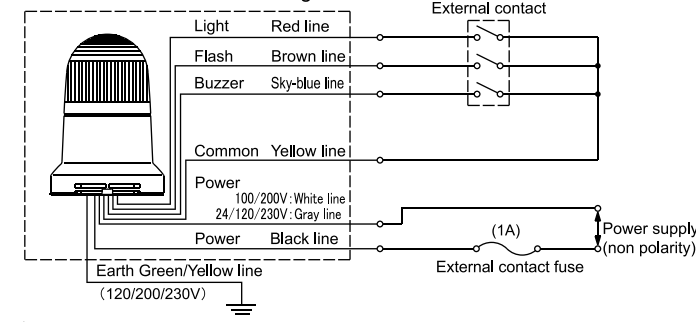 External contact
Light Red line
Flash Brown line
Buzzer Sky-blue line
Common Yellow line
Power
100/200V:White line
24/120/230V:Gray line
Power Black line
(1A)
External contact fuse
Power supply
(non polarity)
Earth Green/Yellow line
(120/200/230V)